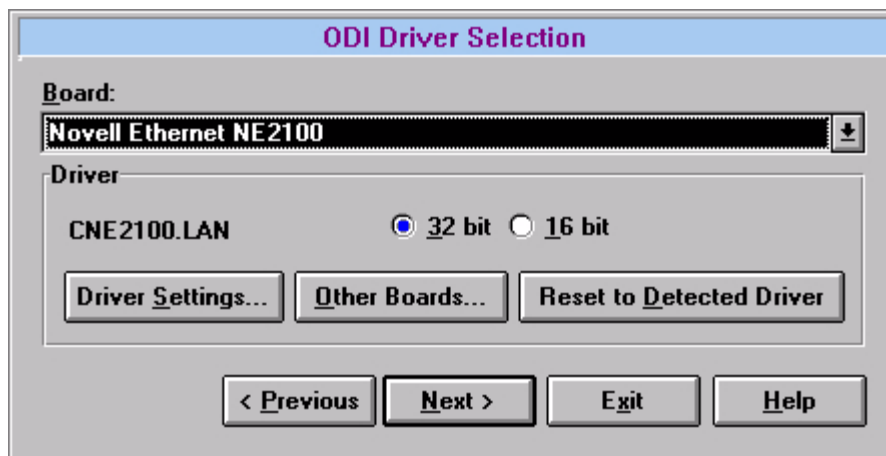 ODI Driver Selection
Board:
Novell Ethernet NE2100
Driver
CNE2100.LAN 32 bit 16 bit
Driver Settings... Other Boards... Reset to Detected Driver
< Previous Next > Exit Help